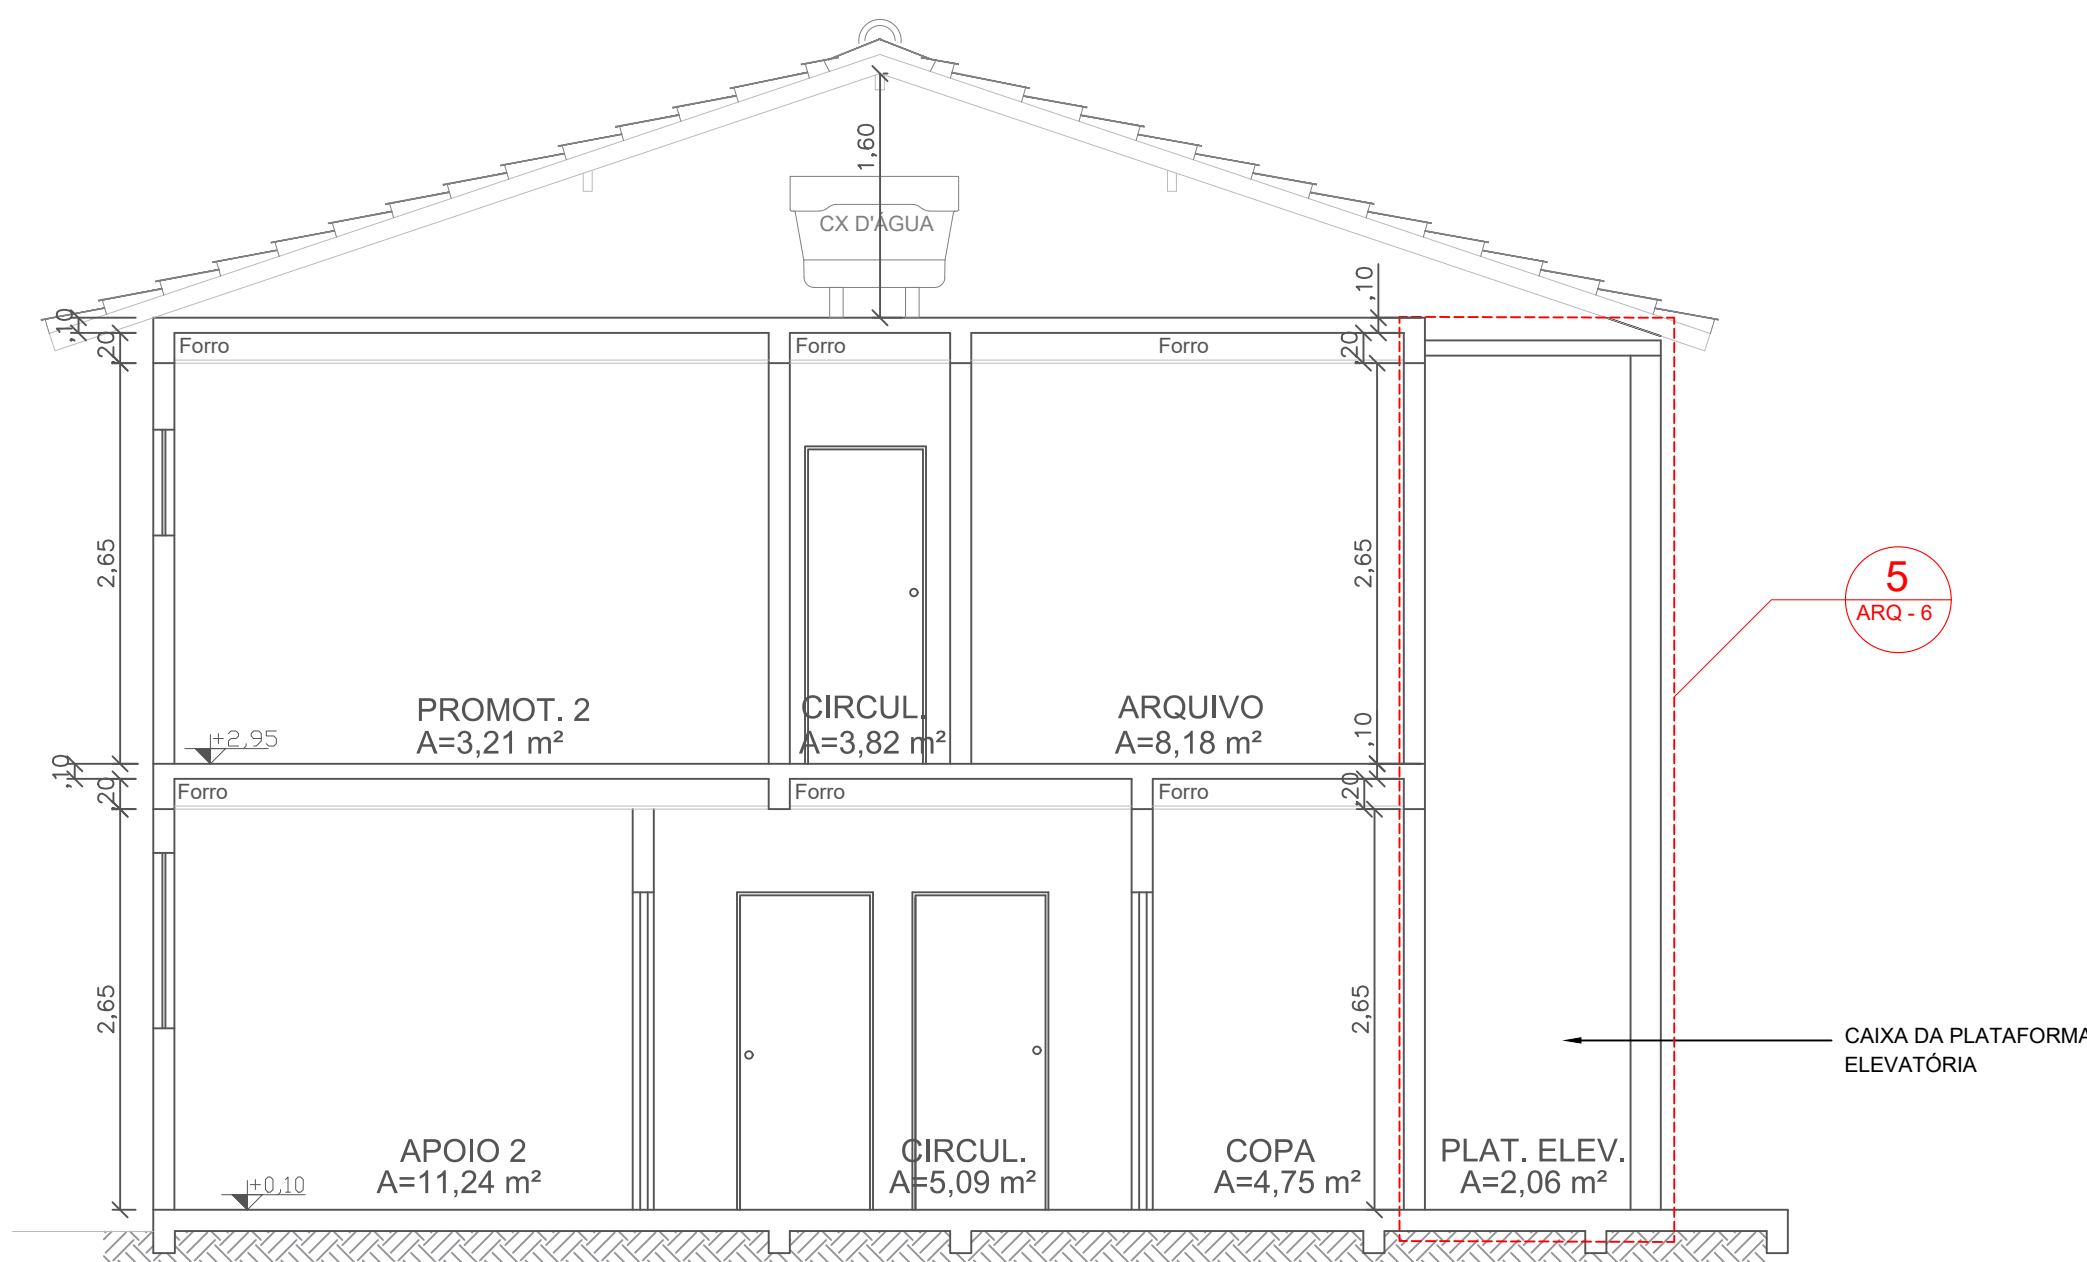 1,60
CX D'ÁGUA
,10
,10
,20
Forro
Forro
Forro
,20
2,65
2,65
5
ARQ - 6
PROMOT. 2
A=3,21 m²
CIRCUL.
A=3,82 m²
ARQUIVO
A=8,18 m²
+2,95
,10
,10
,20
Forro
Forro
Forro
,20
2,65
2,65
CAIXA DA PLATAFORMA
ELEVATÓRIA
APOIO 2
A=11,24 m²
CIRCUL.
A=5,09 m²
COPA
A=4,75 m²
PLAT. ELEV.
A=2,06 m²
+0,10